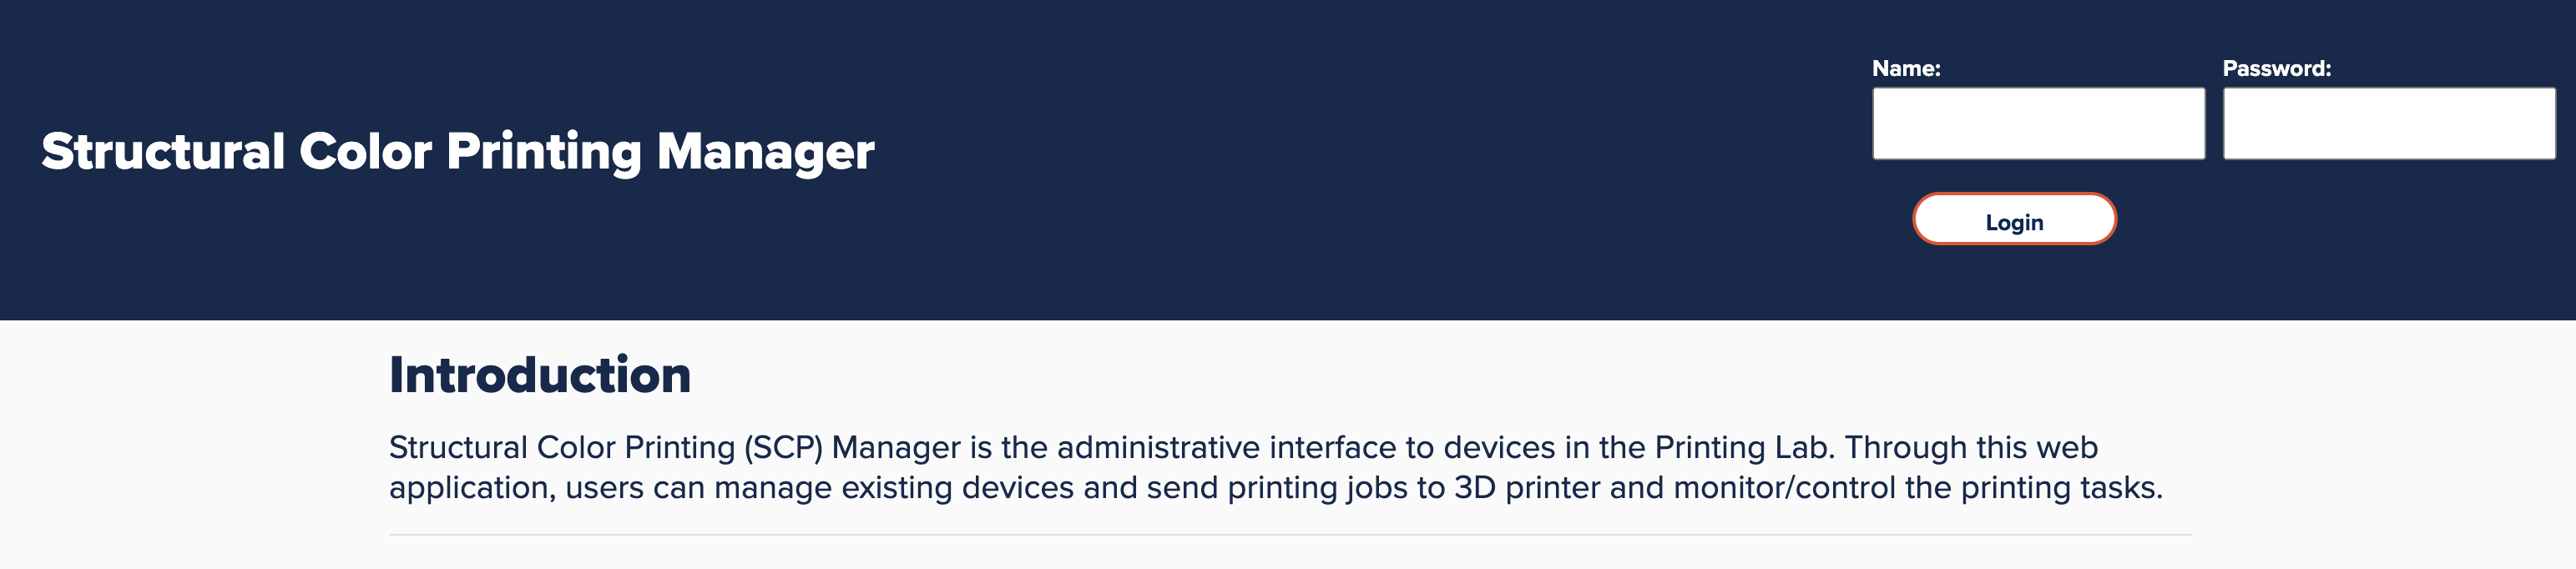 Structural Color Printing Manager
Name:
Password:
Login
Introduction
Structural Color Printing (SCP) Manager is the administrative interface to devices in the Printing Lab. Through this web
application, users can manage existing devices and send printing jobs to 3D printer and monitor/control the printing tasks.